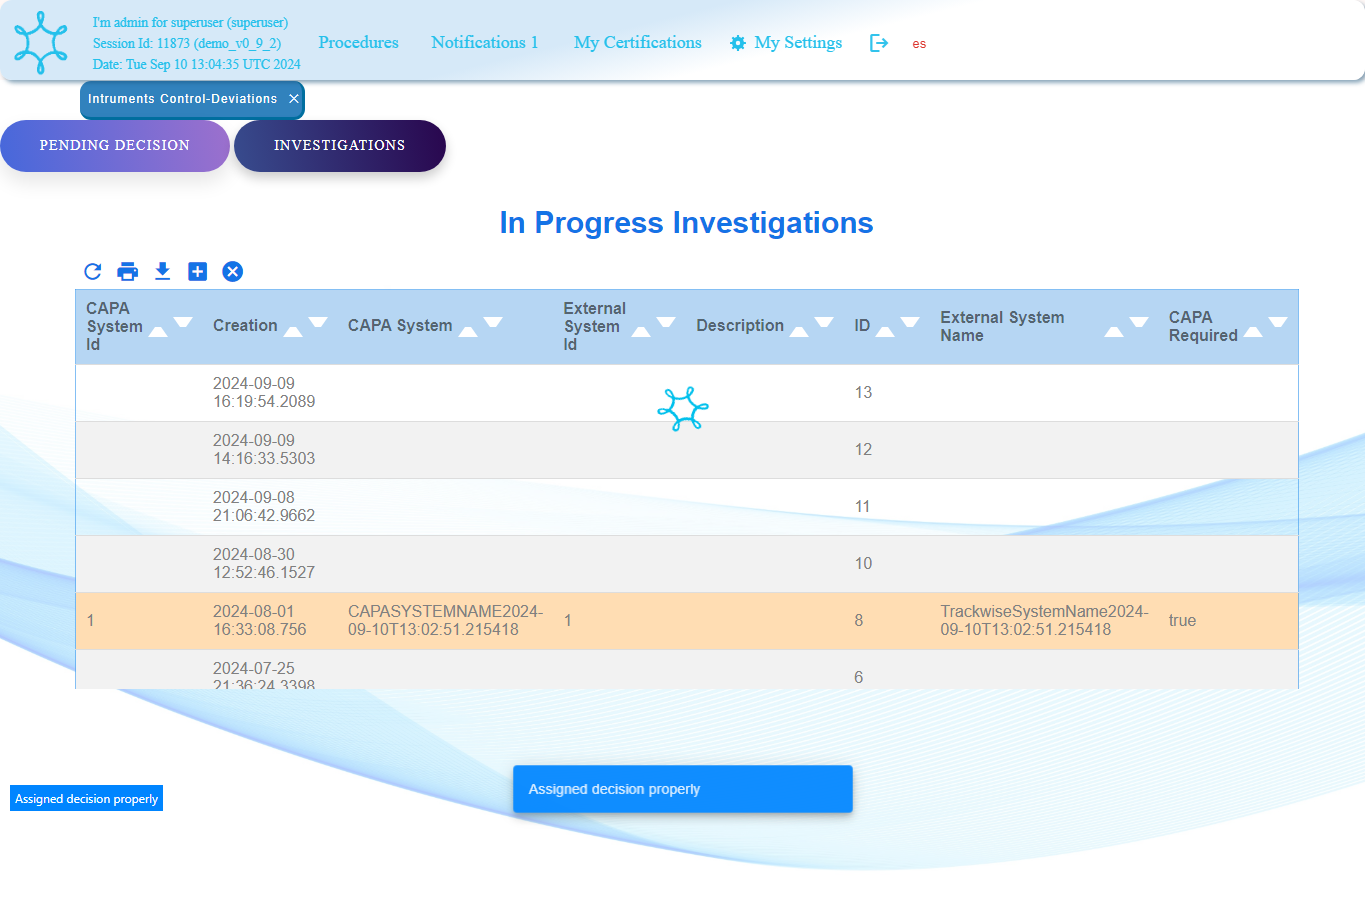 I'm admin for superuser (superuser)
Session Id: 11873 (demo_v0_9_2)
Date: Tue Sep 10 13:04:35 UTC 2024
Procedures
Notifications 1
My Certifications
My Settings
es
Intruments Control-Deviations
PENDING DECISION
INVESTIGATIONS
In Progress Investigations
CAPA
System
Id
Creation
CAPA System
External
System
Id
Description
ID
External System
Name
CAPA
Required
2024-09-09
16:19:54.2089
13
2024-09-09
14:16:33.5303
12
2024-09-08
21:06:42.9662
11
2024-08-30
12:52:46.1527
10
1
2024-08-01
16:33:08.756
CAPASYSTEMNAME2024-
09-10T13:02:51.215418
1
8
TrackwiseSystemName2024-
09-10T13:02:51.215418
true
2024-07-25
21:36:24.3398
6
Assigned decision properly
Assigned decision properly